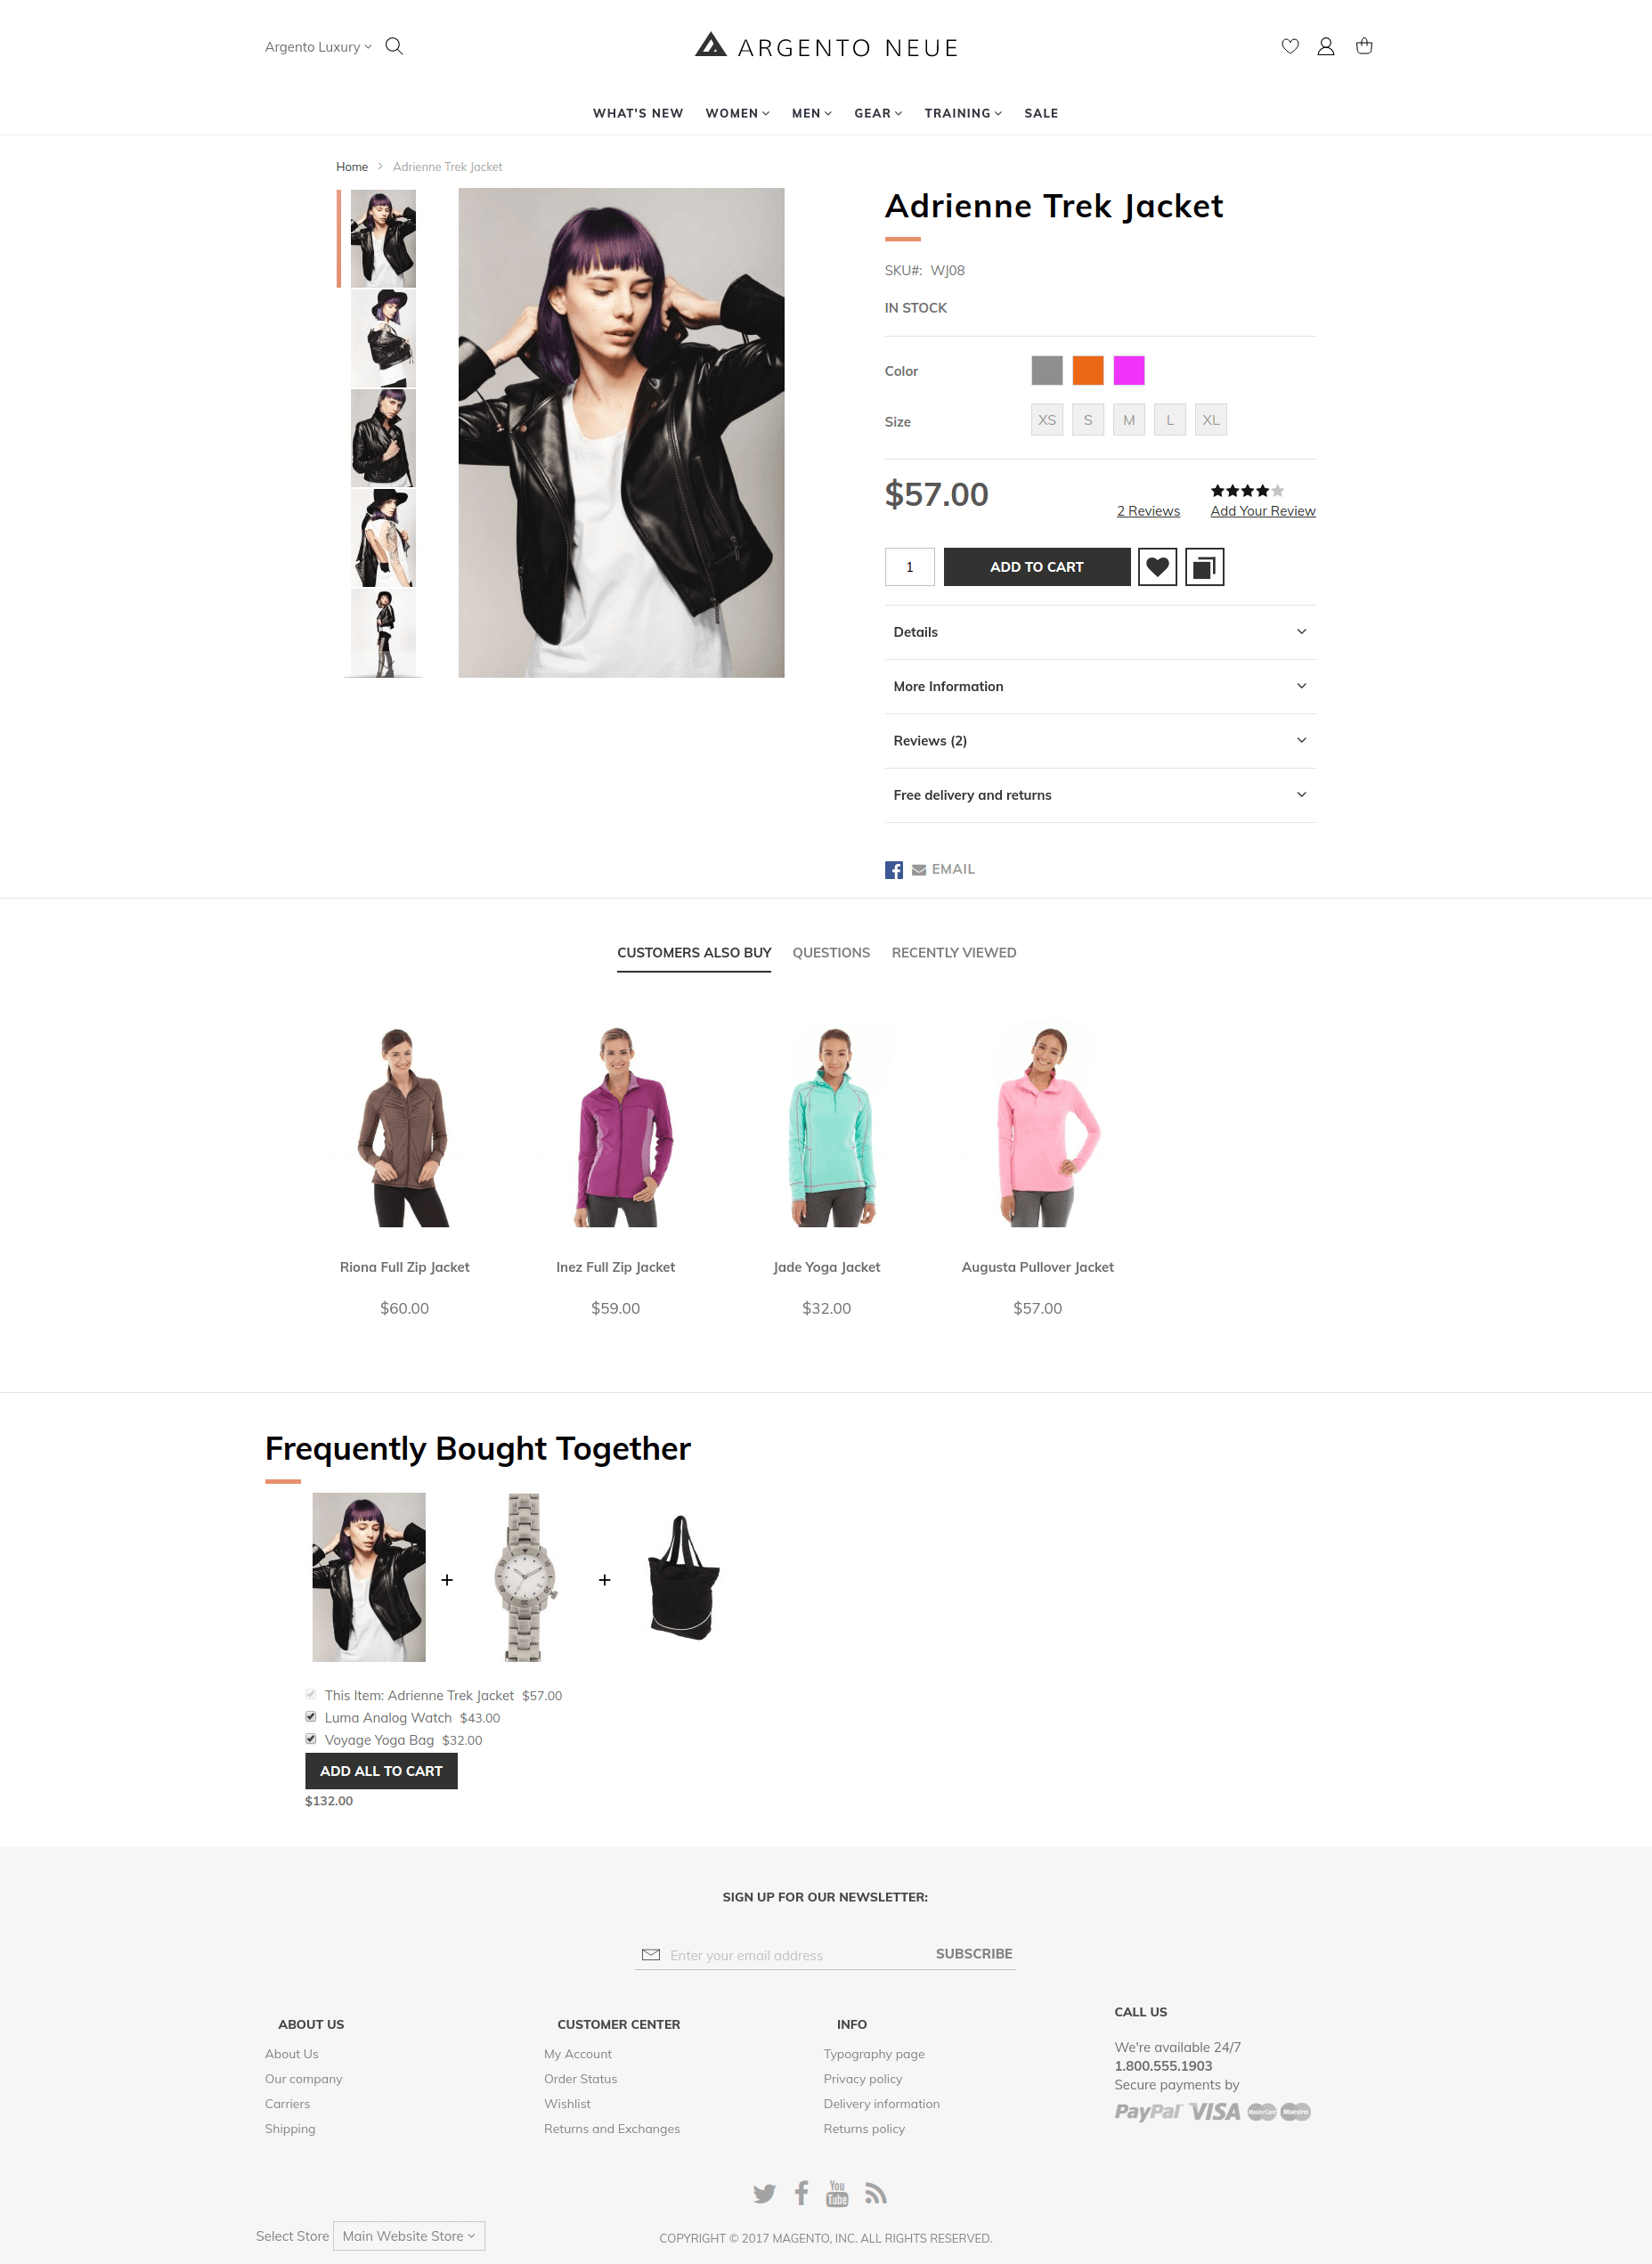 Argento Luxury
ARGENTO NEUE
WHAT'S NEW WOMEN MEN GEAR TRAINING SALE
Home > Adrienne Trek Jacket
Adrienne Trek Jacket
SKU#: WJ08
IN STOCK
Color
Size XS S M L XL
$57.00
2 Reviews Add Your Review
1 ADD TO CART
Details
More Information
Reviews (2)
Free delivery and returns
EMAIL
CUSTOMERS ALSO BUY QUESTIONS RECENTLY VIEWED
Riona Full Zip Jacket Inez Full Zip Jacket Jade Yoga Jacket Augusta Pullover Jacket
$60.00 $59.00 $32.00 $57.00
Frequently Bought Together
+ +
This Item: Adrienne Trek Jacket $57.00
Luma Analog Watch $43.00
Voyage Yoga Bag $32.00
ADD ALL TO CART
$132.00
SIGN UP FOR OUR NEWSLETTER:
Enter your email address SUBSCRIBE
ABOUT US
About Us
Our company
Carriers
Shipping
CUSTOMER CENTER
My Account
Order Status
Wishlist
Returns and Exchanges
INFO
Typography page
Privacy policy
Delivery information
Returns policy
CALL US
We're available 24/7
1.800.555.1903
Secure payments by
PayPal VISA MasterCard Maestro
You Tube
Select Store Main Website Store
COPYRIGHT © 2017 MAGENTO, INC. ALL RIGHTS RESERVED.